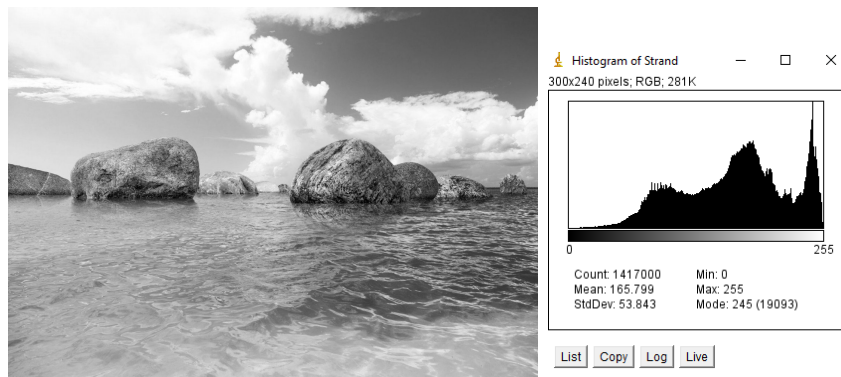 Histogram of Strand
300x240 pixels; RGB; 281K
0 255
Count: 1417000 Min: 0
Mean: 165.799 Max: 255
StdDev: 53.843 Mode: 245 (19093)
List Copy Log Live